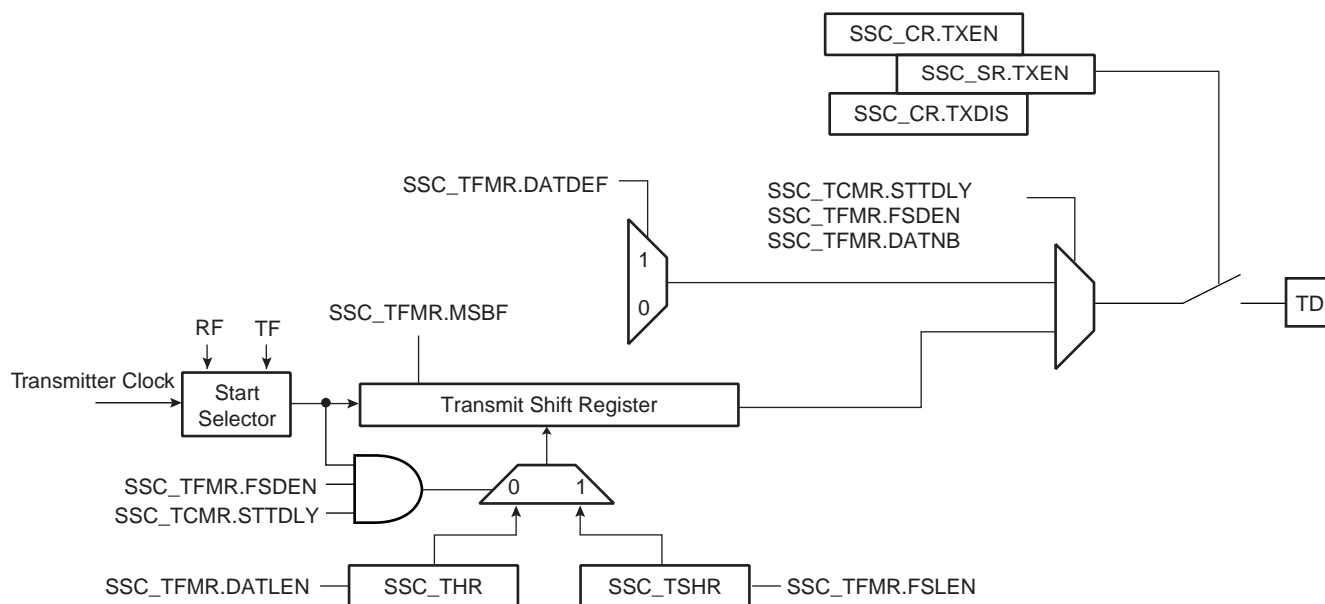 SSC_CR.TXEN
SSC_SR.TXEN
SSC_CR.TXDIS
SSC_TFMR.DATDEF
SSC_TCMR.STTDLY
SSC_TFMR.FSDEN
SSC_TFMR.DATNB
1
0
TD
SSC_TFMR.MSBF
RF
TF
Transmitter Clock
Start
Selector
Transmit Shift Register
0
1
SSC_TFMR.FSDEN
SSC_TCMR.STTDLY
SSC_TFMR.DATLEN
SSC_THR
SSC_TSHR
SSC_TFMR.FSLEN